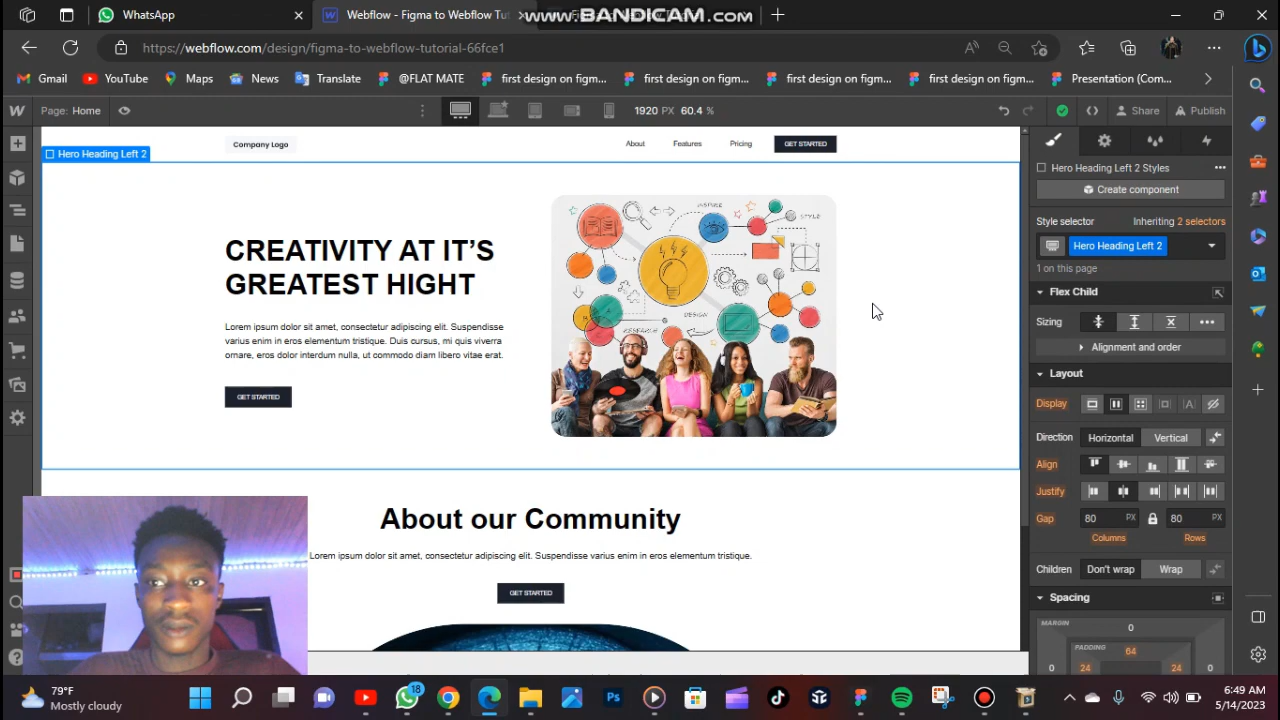 WhatsApp
Webflow - Figma to Webflow Tut
www.BANDICAM.com
https://webflow.com/design/figma-to-webflow-tutorial-66fce1
Gmail
YouTube
Maps
News
Translate
@FLAT MATE
first design on figm...
first design on figm...
first design on figm...
first design on figm...
Presentation (Com...
Page: Home
1920 PX 60.4 %
Share
Publish
Company Logo
About
Features
Pricing
GET STARTED
Hero Heading Left 2
CREATIVITY AT IT’S
GREATEST HIGHT
Lorem ipsum dolor sit amet, consectetur adipiscing elit. Suspendisse
varius enim in eros elementum tristique. Duis cursus, mi quis viverra
ornare, eros dolor interdum nulla, ut commodo diam libero vitae erat.
GET STARTED
INSPIRE
STYLE
RESEARCH
DESIGN
About our Community
Lorem ipsum dolor sit amet, consectetur adipiscing elit. Suspendisse varius enim in eros elementum tristique.
GET STARTED
Hero Heading Left 2 Styles
Create component
Style selector
Inheriting 2 selectors
Hero Heading Left 2
1 on this page
Flex Child
Sizing
Alignment and order
Layout
Display
Direction
Horizontal
Vertical
Align
Justify
Gap
80 PX
80 PX
Columns
Rows
Children
Don't wrap
Wrap
Spacing
MARGIN
0
PADDING
64
0
24
24
0
79°F
Mostly cloudy
18
Ps
6:49 AM
5/14/2023